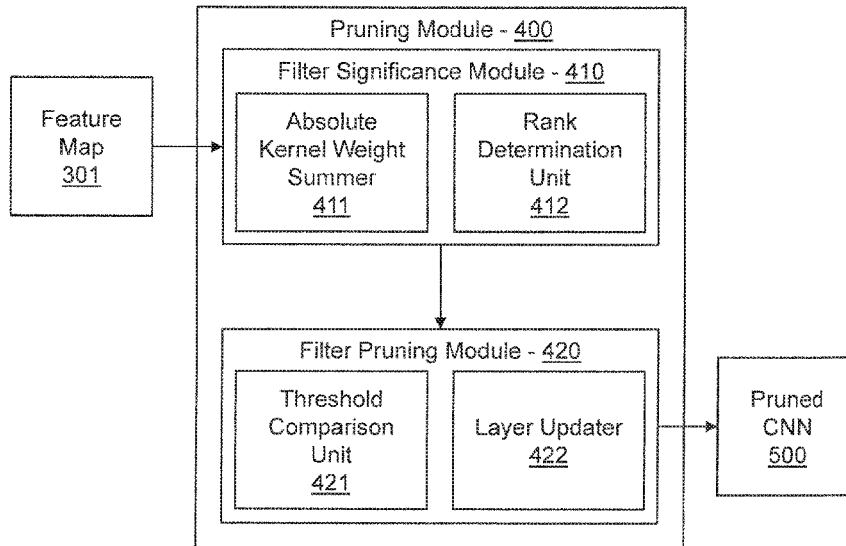 Pruning Module - 400
Filter Significance Module - 410
Feature
Map
301
Absolute
Kernel Weight
Summer
411
Rank
Determination
Unit
412
Filter Pruning Module - 420
Threshold
Comparison
Unit
421
Layer Updater
422
Pruned
CNN
500